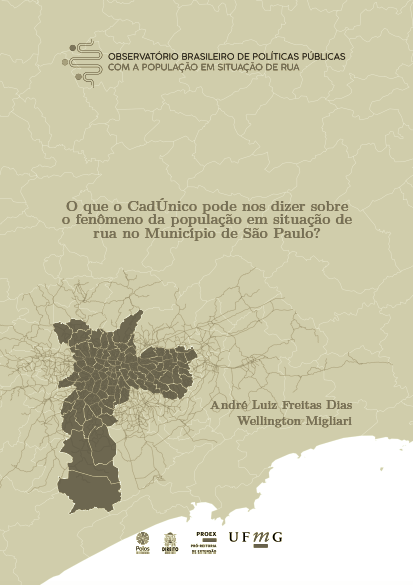 OBSERVATÓRIO BRASILEIRO DE POLÍTICAS PÚBLICAS
COM A POPULAÇÃO EM SITUAÇÃO DE RUA
O que o CadÚnico pode nos dizer sobre
o fenômeno da população em situação de
rua no Município de São Paulo?
André Luiz Freitas Dias
Wellington Migliari
Polos
DIREITO
PROEX
PRÓ-REITORIA
DE EXTENSÃO
UFmG